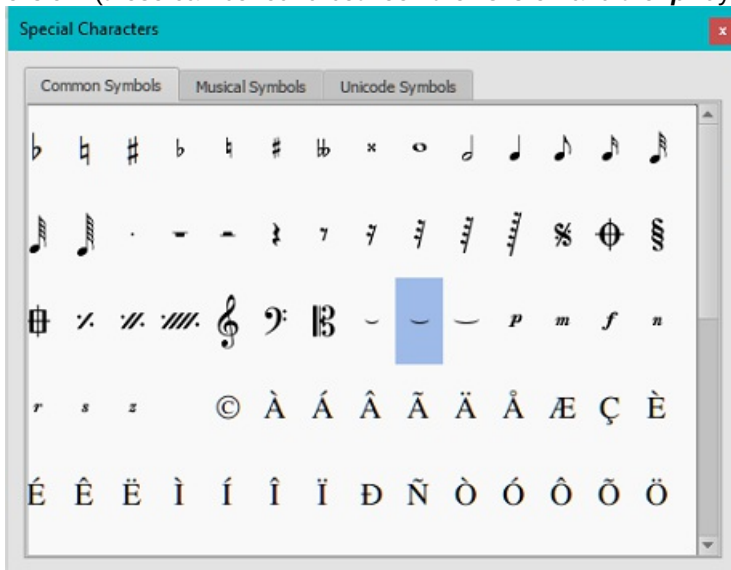 Special Characters
x
Common Symbols Musical Symbols Unicode Symbols
p m f n
r s z © À Á Â Ã Ä Å Æ Ç È
É Ê Ë Ì Í Î Ï Ð Ñ Ò Ó Ô Õ Ö